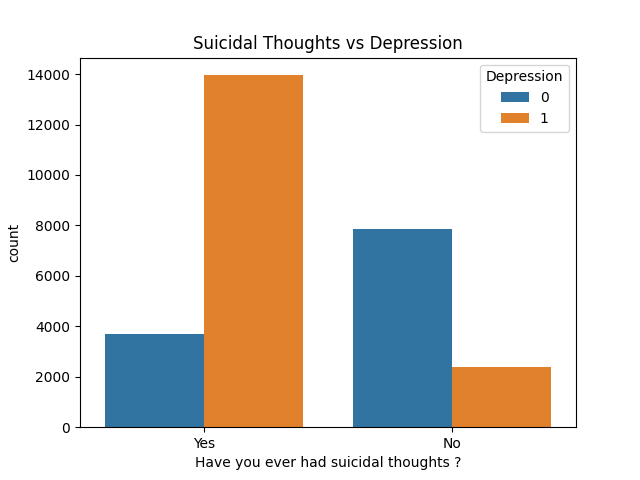 Suicidal Thoughts vs Depression
Depression
0
1
14000
12000
10000
8000
6000
4000
2000
0
count
Yes No
Have you ever had suicidal thoughts ?